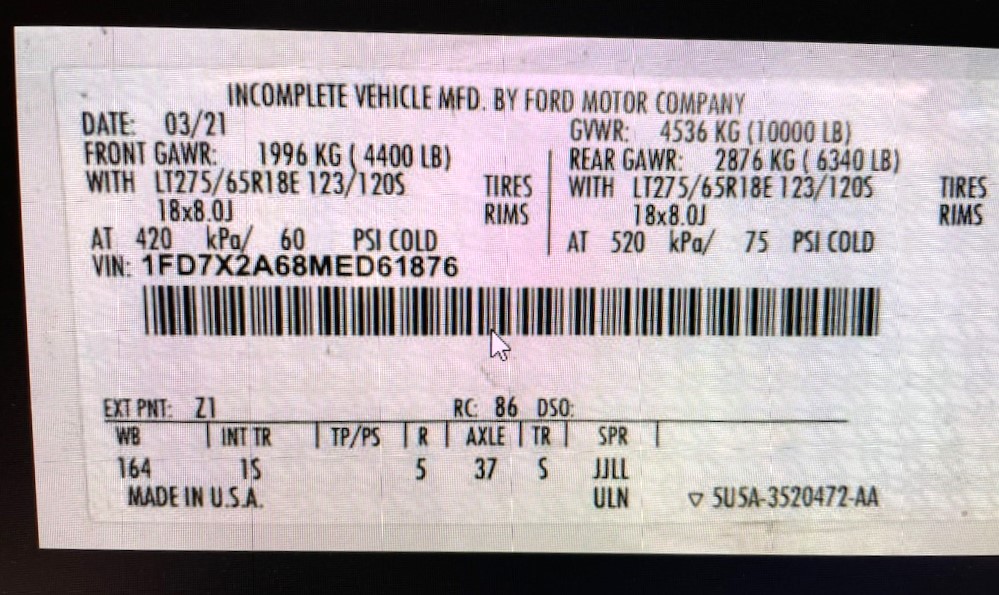 INCOMPLETE VEHICLE MFD. BY FORD MOTOR COMPANY
DATE: 03/21 GVWR: 4536 KG (10000 LB)
FRONT GAWR: 1996 KG ( 4400 LB) REAR GAWR: 2876 KG ( 6340 LB)
WITH LT275/65R18E 123/120S TIRES WITH LT275/65R18E 123/120S TIRES
18x8.0J RIMS 18x8.0J RIMS
AT 420 kPa/ 60 PSI COLD AT 520 kPa/ 75 PSI COLD
VIN: 1FD7X2A68MED61876
EXT PNT: Z1 RC: 86 DSO:
WB INT TR TP/PS R AXLE TR SPR
164 1S 5 37 S JJLL
MADE IN U.S.A. ULN ▽ 5U5A-3520472-AA